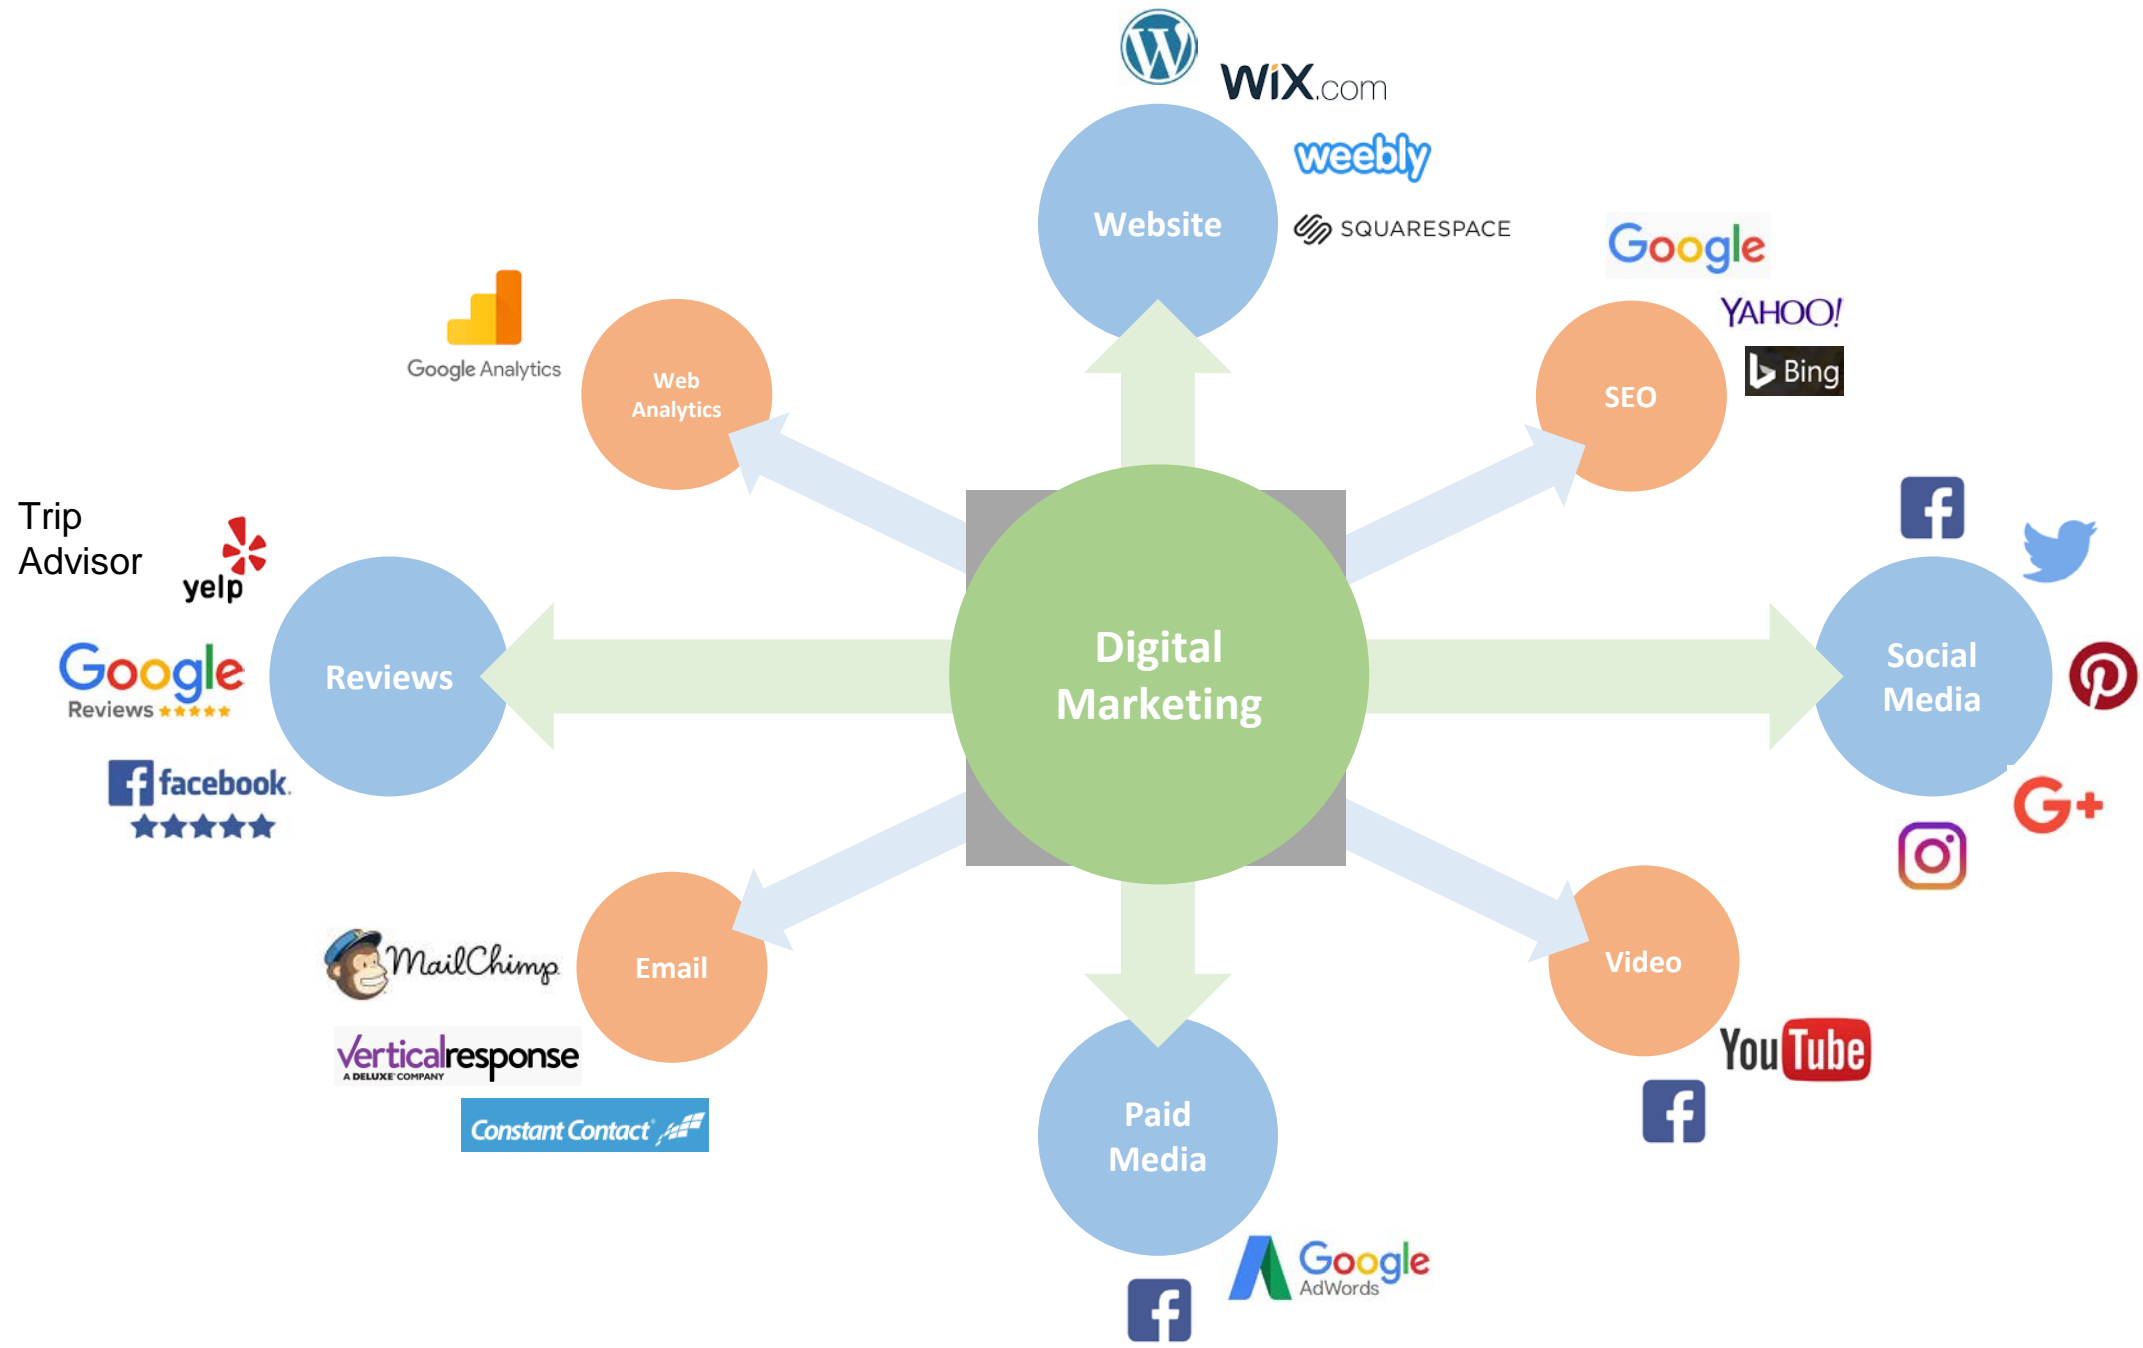 WiX.com
weebly
Website
SQUARESPACE
Google
YAHOO!
Bing
SEO
Google Analytics
Web
Analytics
Trip
Advisor
yelp
Google
Reviews
Reviews
facebook
Digital
Marketing
Social
Media
G+
MailChimp
Email
verticalresponse
A DELUXE COMPANY
Constant Contact
Video
YouTube
Paid
Media
Google
AdWords